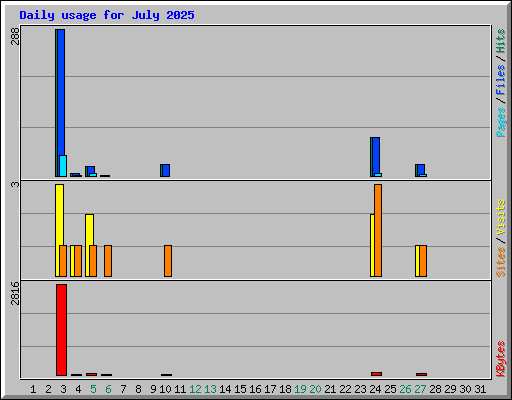 Daily usage for July 2025
288
Pages / Files / Hits
3
Sites / Visits
2816
KBytes
1 2 3 4 5 6 7 8 9 10 11 12 13 14 15 16 17 18 19 20 21 22 23 24 25 26 27 28 29 30 31